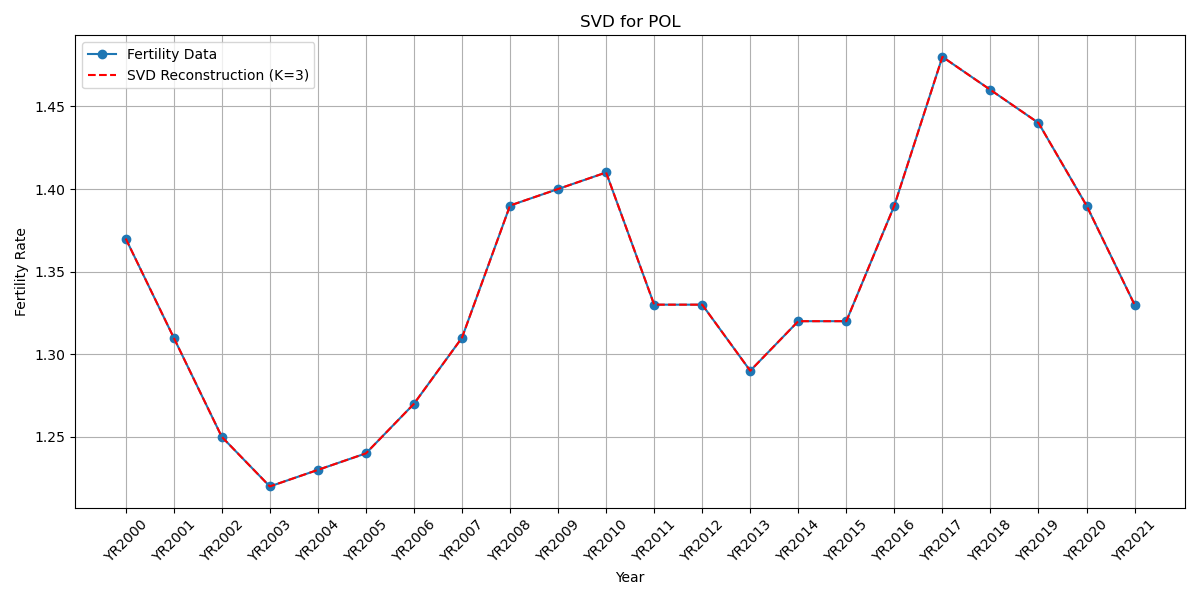 SVD for POL
Fertility Data
SVD Reconstruction (K=3)
Fertility Rate
1.45
1.40
1.35
1.30
1.25
YR2000
YR2001
YR2002
YR2003
YR2004
YR2005
YR2006
YR2007
YR2008
YR2009
YR2010
YR2011
YR2012
YR2013
YR2014
YR2015
YR2016
YR2017
YR2018
YR2019
YR2020
YR2021
Year